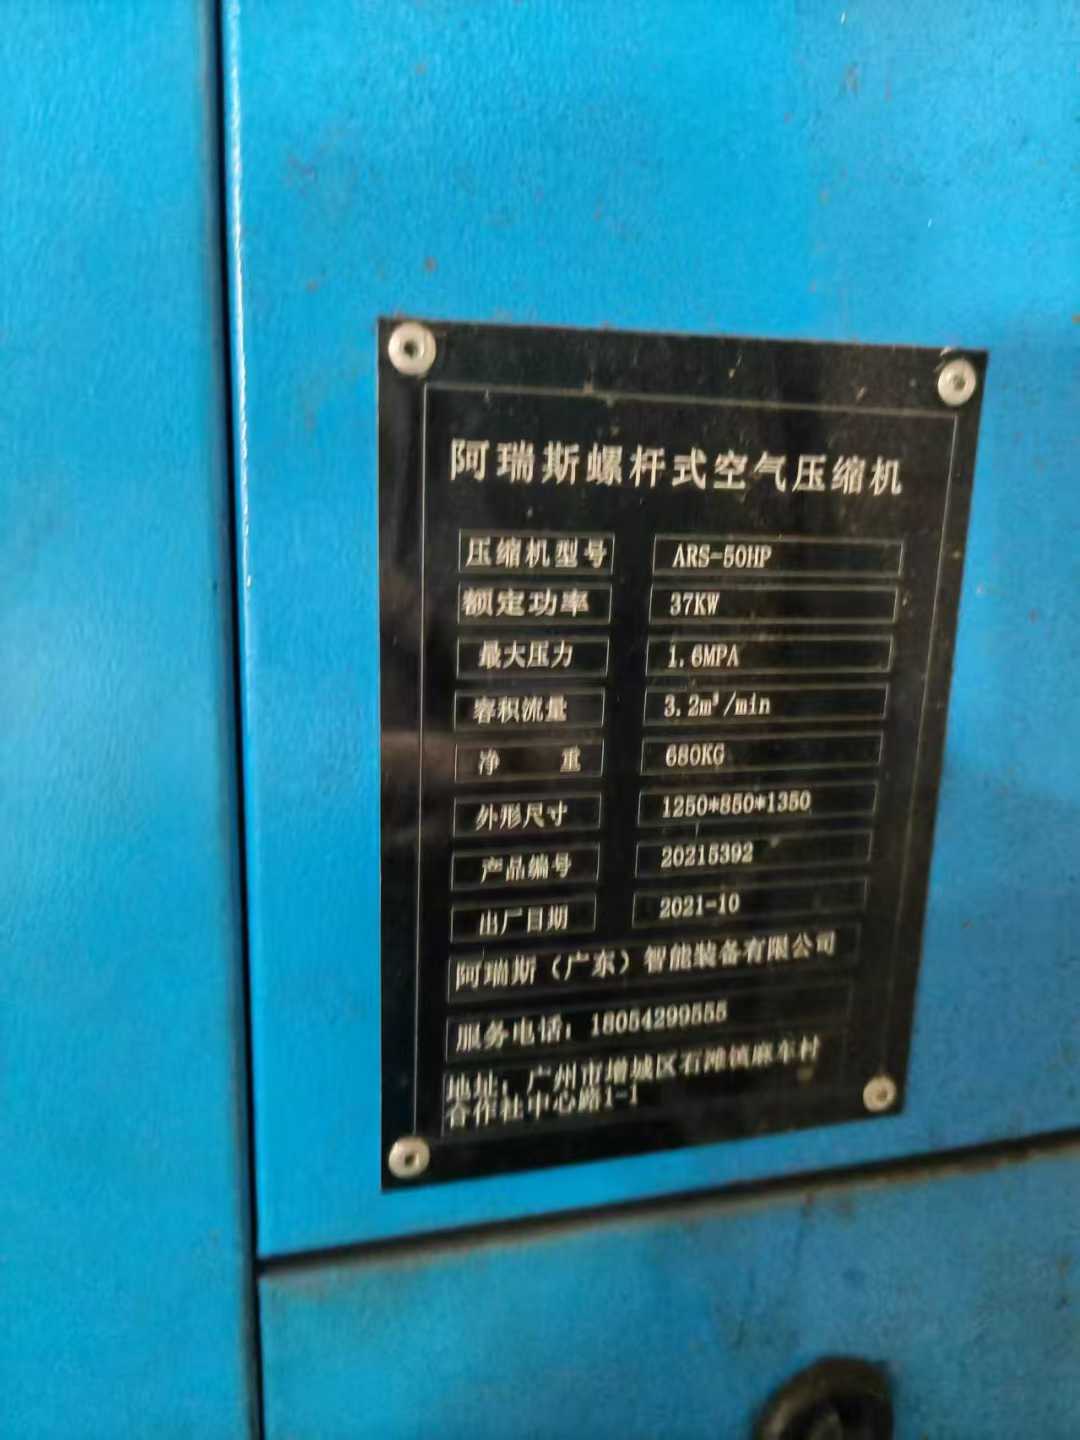 阿瑞斯螺杆式空气压缩机
压缩机型号 ARS-50HP
额定功率 37KW
最大压力 1.6MPA
容积流量 3.2m³/min
净 重 680KG
外形尺寸 1250*850*1350
产品编号 20215392
出厂日期 2021-10
阿瑞斯（广东）智能装备有限公司
服务电话：18054299555
地址：广州市增城区石滩镇麻车村
合作社中心路1-1